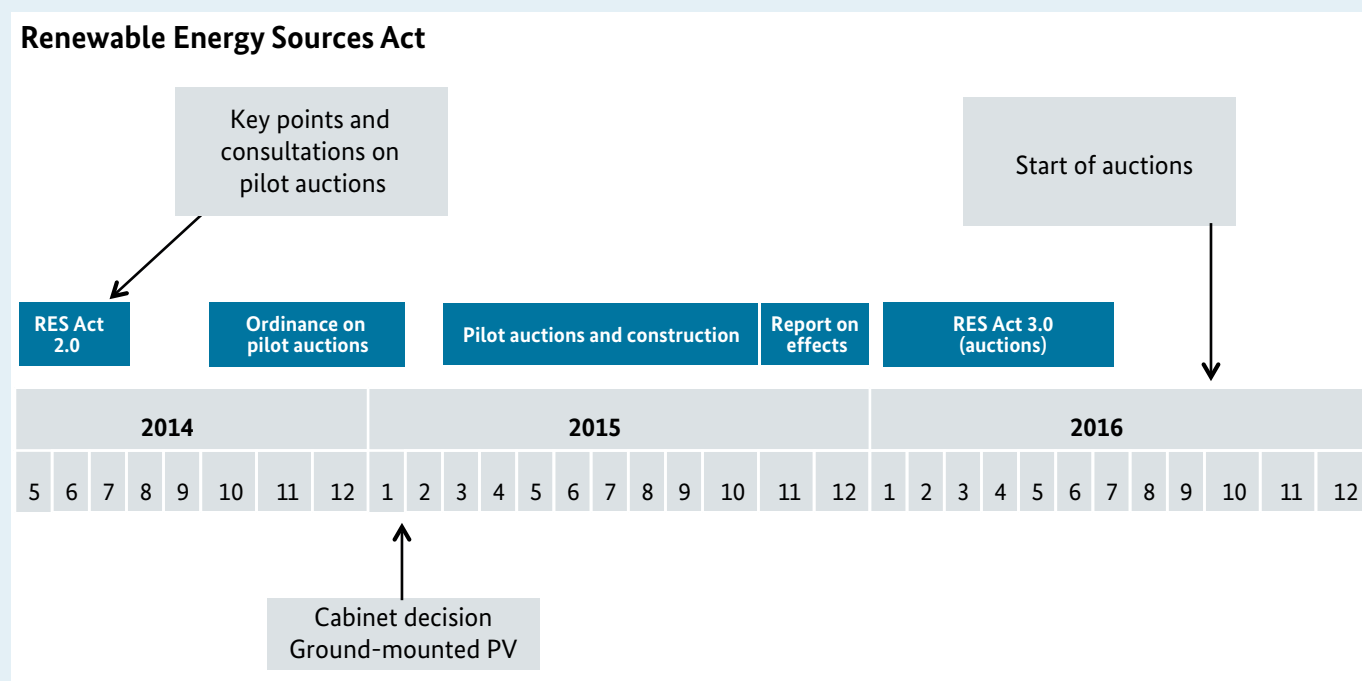 Renewable Energy Sources Act
Key points and
consultations on
pilot auctions
Start of auctions
RES Act
2.0
Ordinance on
pilot auctions
Pilot auctions and construction
Report on
effects
RES Act 3.0
(auctions)
2014 2015 2016
5 6 7 8 9 10 11 12 1 2 3 4 5 6 7 8 9 10 11 12 1 2 3 4 5 6 7 8 9 10 11 12
Cabinet decision
Ground-mounted PV